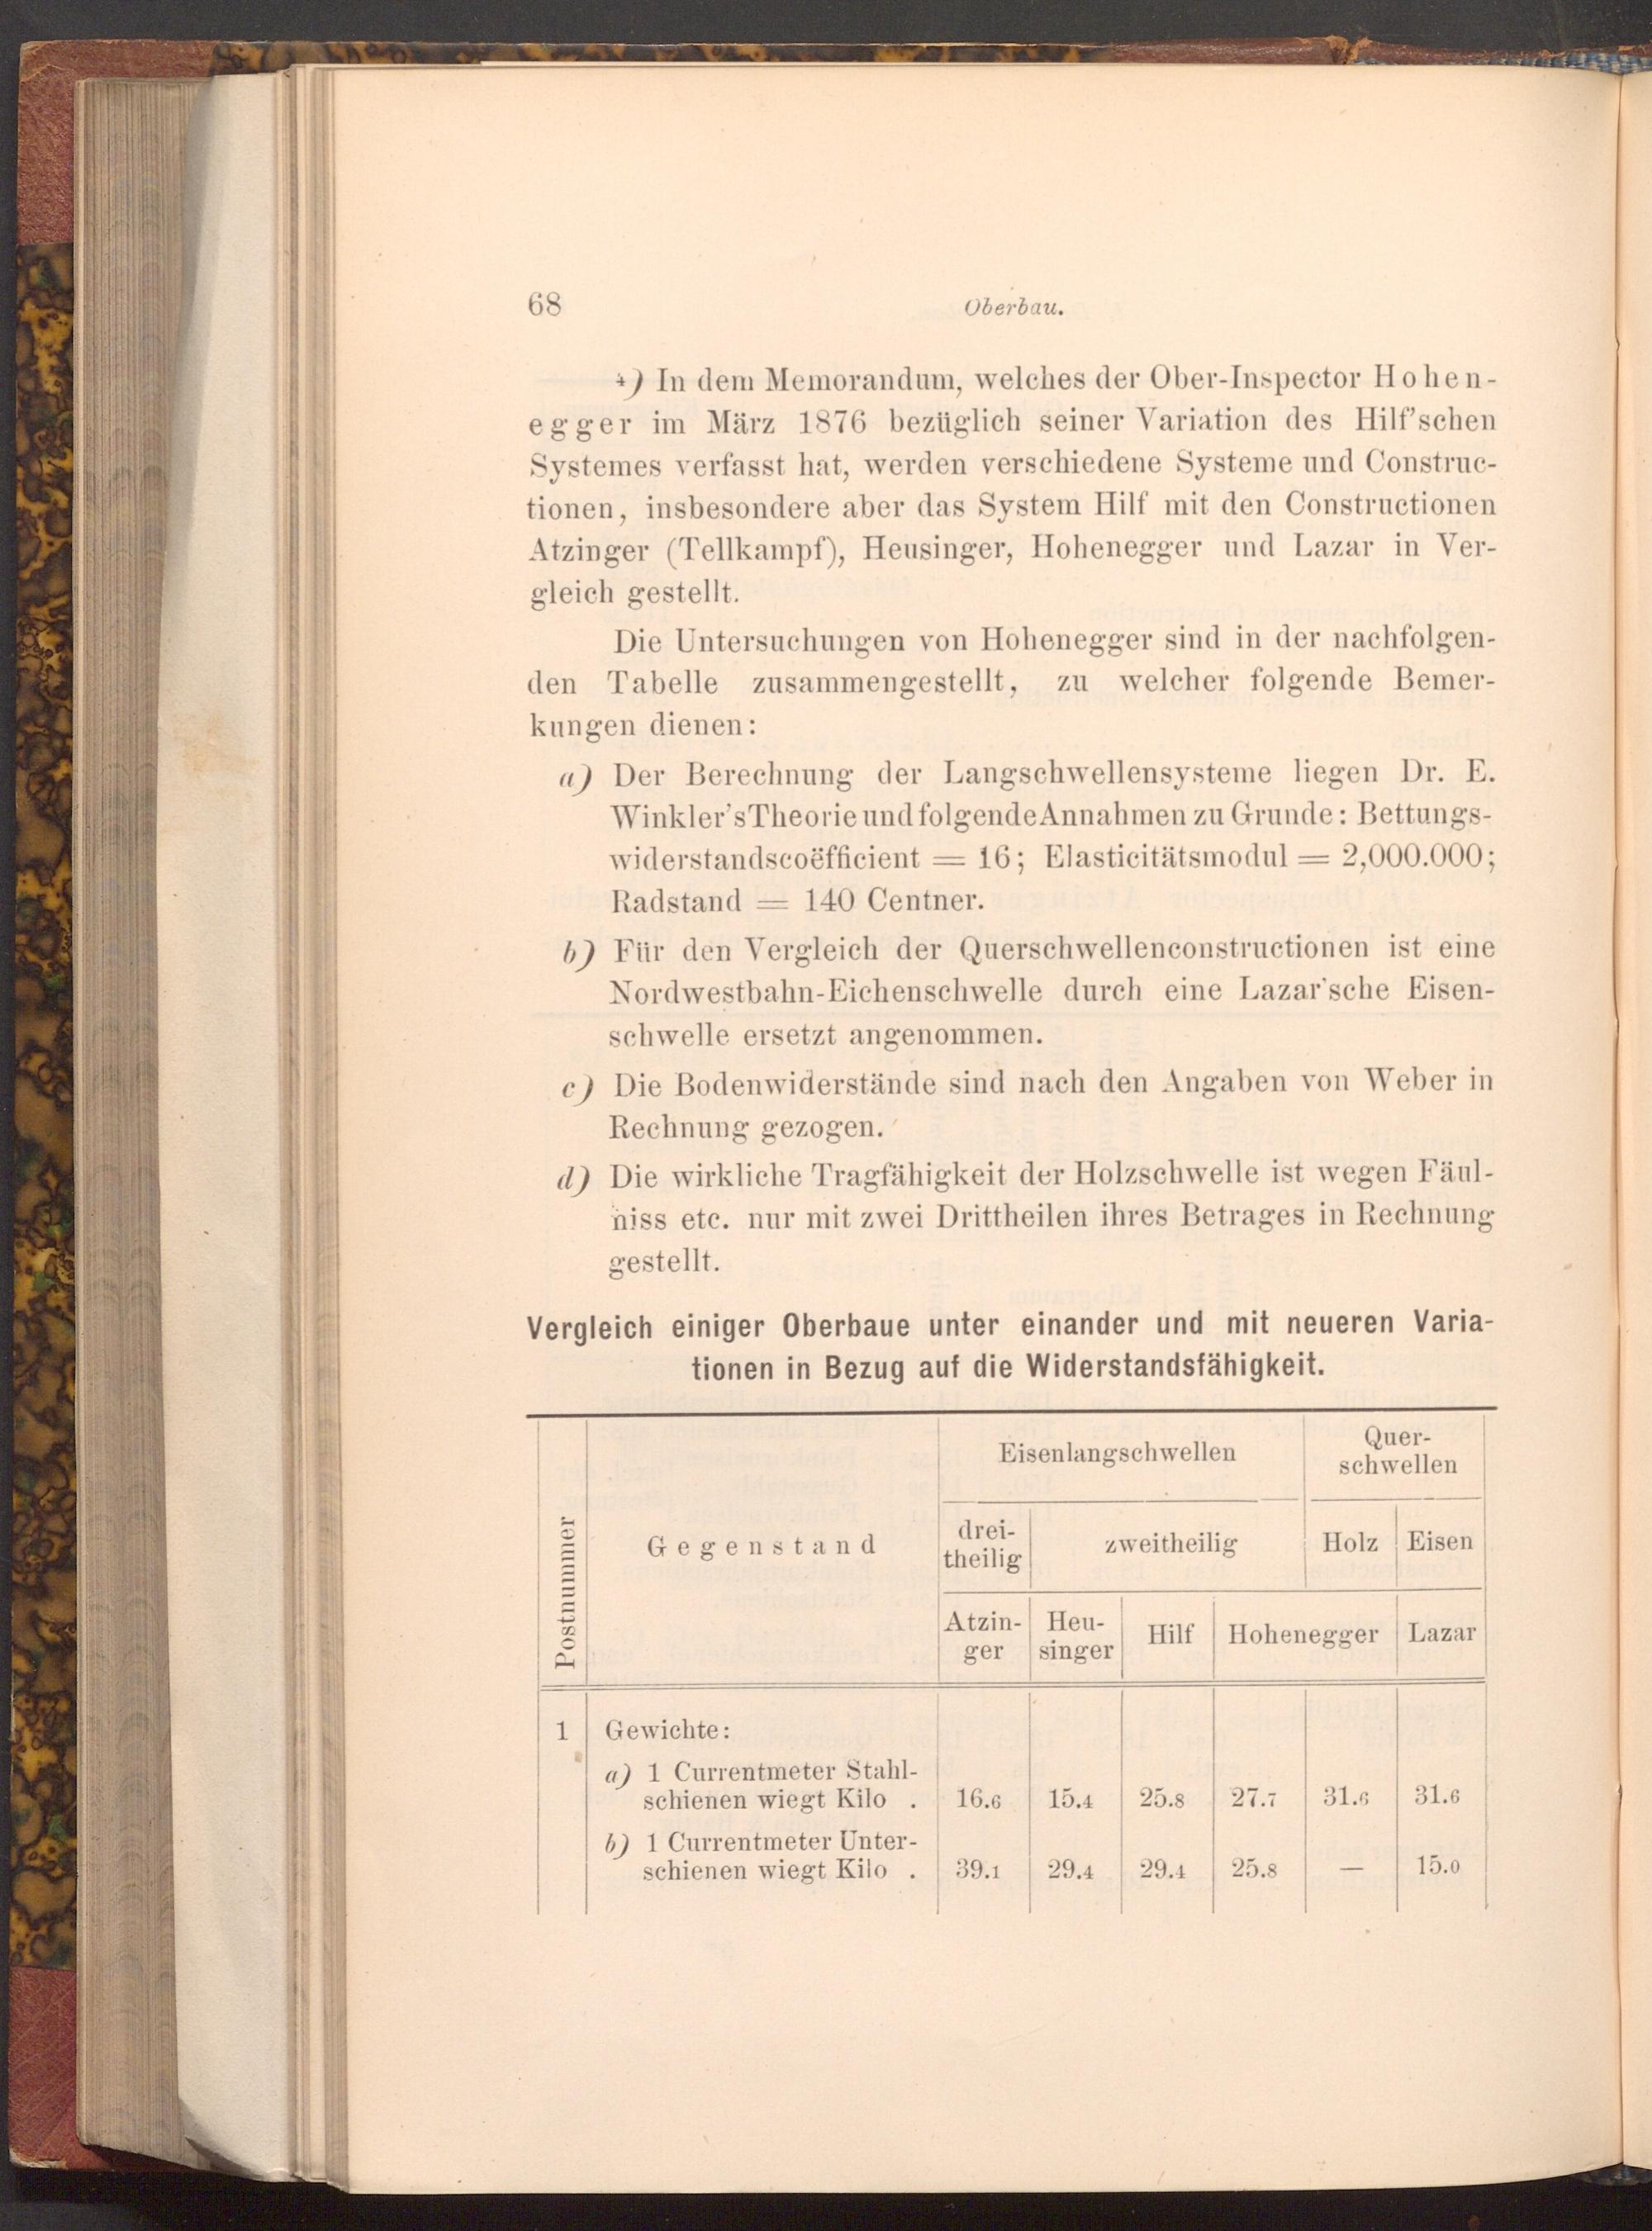 68
Oberbau.
4) In dem Memorandum, welches der Ober-Inspector Hohen-
egger im März 1876 bezüglich seiner Variation des Hilf'schen
Systemes verfasst hat, werden verschiedene Systeme und Construc-
tionen, insbesondere aber das System Hilf mit den Constructionen
Atzinger (Tellkampf), Heusinger, Hohenegger und Lazar in Ver-
gleich gestellt.
Die Untersuchungen von Hohenegger sind in der nachfolgen-
den Tabelle zusammengestellt, zu welcher folgende Bemer-
kungen dienen:
a) Der Berechnung der Langschwellensysteme liegen Dr. E.
Winkler's Theorie und folgende Annahmen zu Grunde: Bettungs-
widerstandscoëfficient = 16; Elasticitätsmodul = 2,000.000;
Radstand = 140 Centner.
b) Für den Vergleich der Querschwellenconstructionen ist eine
Nordwestbahn-Eichenschwelle durch eine Lazar'sche Eisen-
schwelle ersetzt angenommen.
c) Die Bodenwiderstände sind nach den Angaben von Weber in
Rechnung gezogen.
d) Die wirkliche Tragfähigkeit der Holzschwelle ist wegen Fäul-
niss etc. nur mit zwei Drittheilen ihres Betrages in Rechnung
gestellt.
Vergleich einiger Oberbaue unter einander und mit neueren Varia-
tionen in Bezug auf die Widerstandsfähigkeit.
Postnummer
Gegenstand
Eisenlangschwellen
Quer-
schwellen
drei-
theilig
zweitheilig
Holz
Eisen
Atzin-
ger
Heu-
singer
Hilf
Hohenegger
Lazar
1 Gewichte:
a) 1 Currentmeter Stahl-
schienen wiegt Kilo . 16.6 15.4 25.8 27.7 31.6 31.6
b) 1 Currentmeter Unter-
schienen wiegt Kilo . 39.1 29.4 29.4 25.8 — 15.0